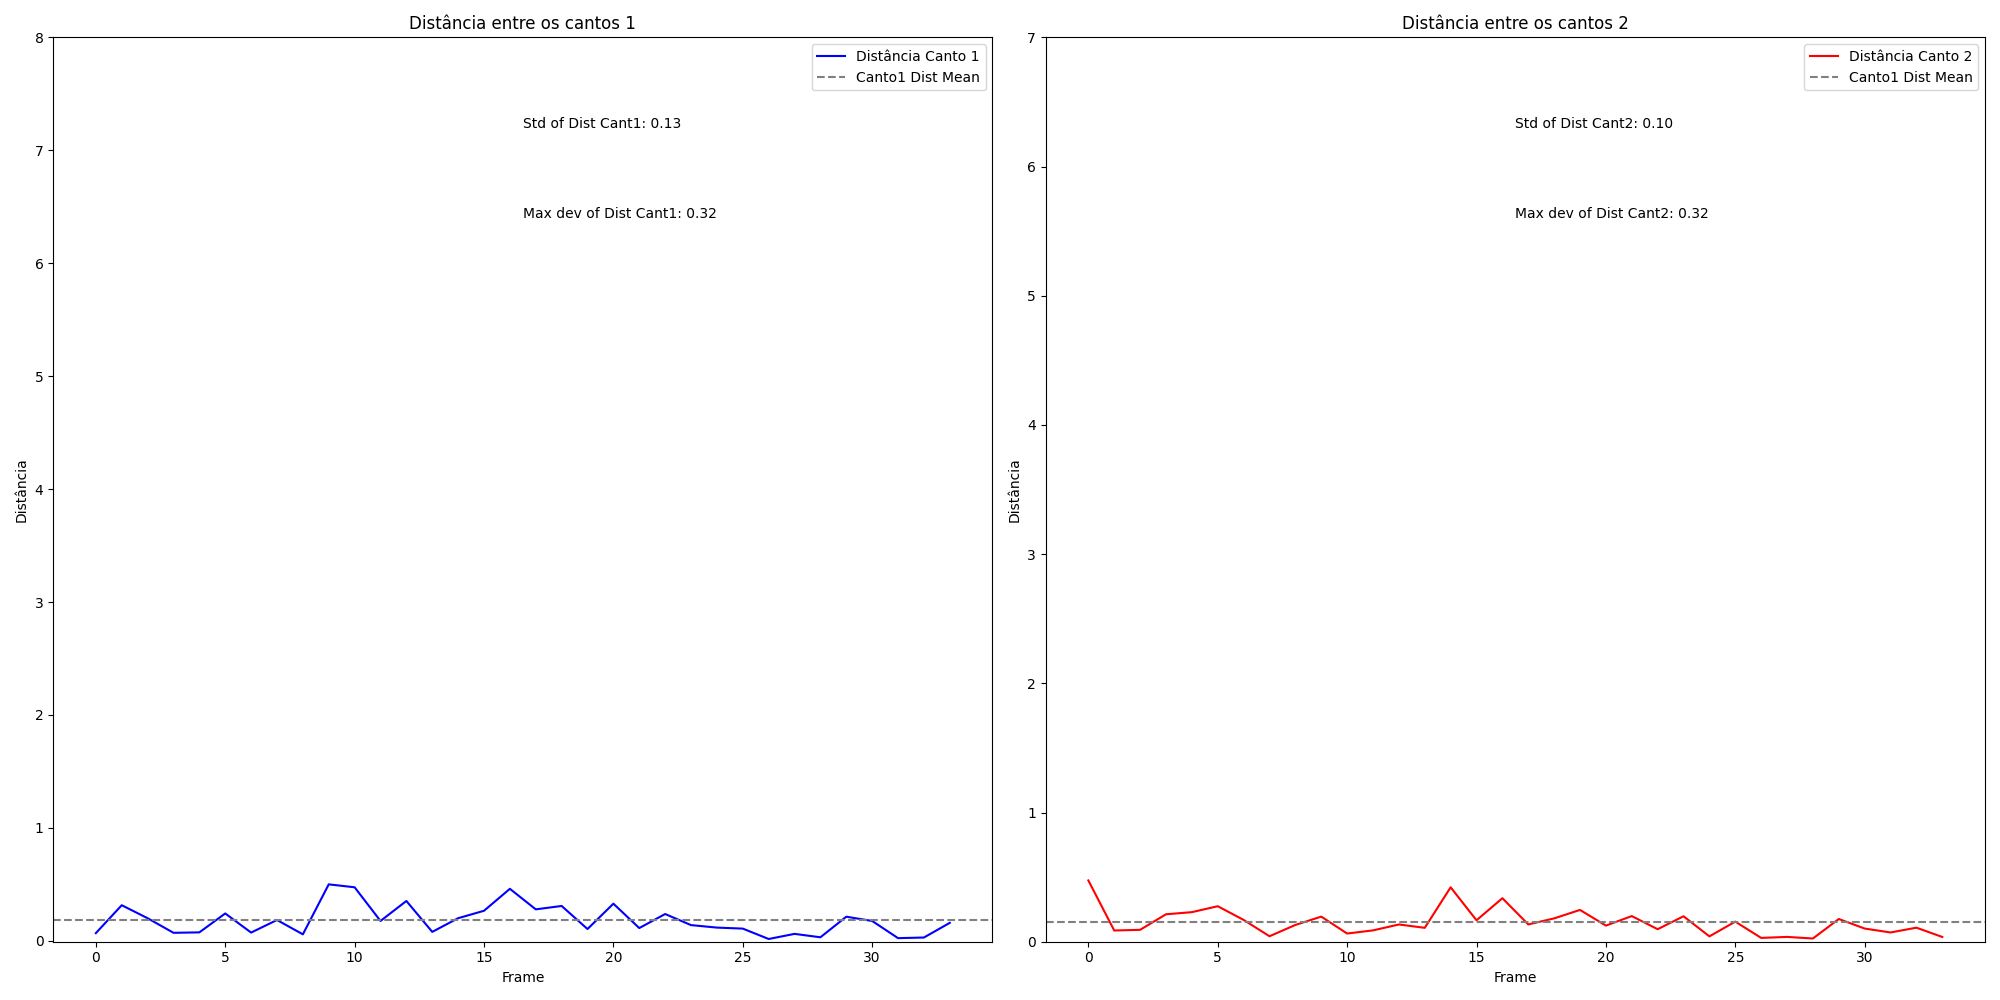 Distância entre os cantos 1
8
7
6
5
4
3
2
1
0
Distância
Distância Canto 1
Canto1 Dist Mean
Std of Dist Cant1: 0.13
Max dev of Dist Cant1: 0.32
0 5 10 15 20 25 30
Frame
Distância entre os cantos 2
7
6
5
4
3
2
1
0
Distância
Distância Canto 2
Canto1 Dist Mean
Std of Dist Cant2: 0.10
Max dev of Dist Cant2: 0.32
0 5 10 15 20 25 30
Frame